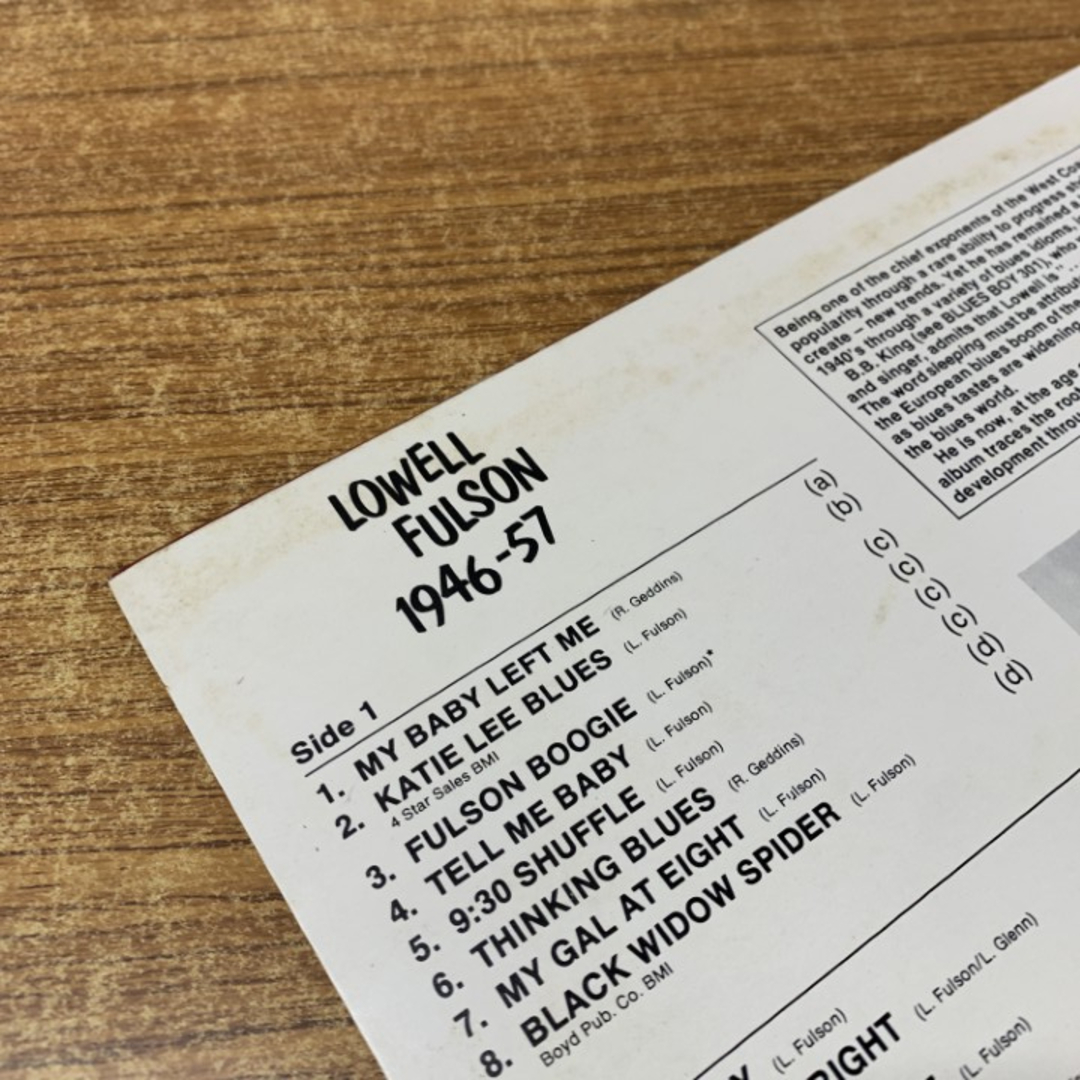 LOWELL
FULSON
1946-57
Side 1
1. MY BABY LEFT ME (R. Geddins) (a)
2. KATIE LEE BLUES (L. Fulson) (b)
4 Star Sales BMI
3. FULSON BOOGIE (L. Fulson)* (c)
4. TELL ME BABY (L. Fulson) (c)
5. 9:30 SHUFFLE (L. Fulson) (c)
6. THINKING BLUES (R. Geddins) (c)
7. MY GAL AT EIGHT (L. Fulson) (d)
8. BLACK WIDOW SPIDER (L. Fulson) (d)
Boyd Pub. Co. BMI
(L. Fulson)
RIGHT (L. Fulson/L. Glenn)
(L. Fulson)
Being one of the chief exponents of the West
popularity through a rare ability to progress
create – new trends. Yet he has remained a
1940's through a variety of blues idioms,
B.B. King (see BLUES BOY 301), who
and singer, admits that Lowell is" ..
The word sleeping must be
the European blues boom of the
as blues tastes are widening
the blues world.
He is now, at the age
album traces the
development